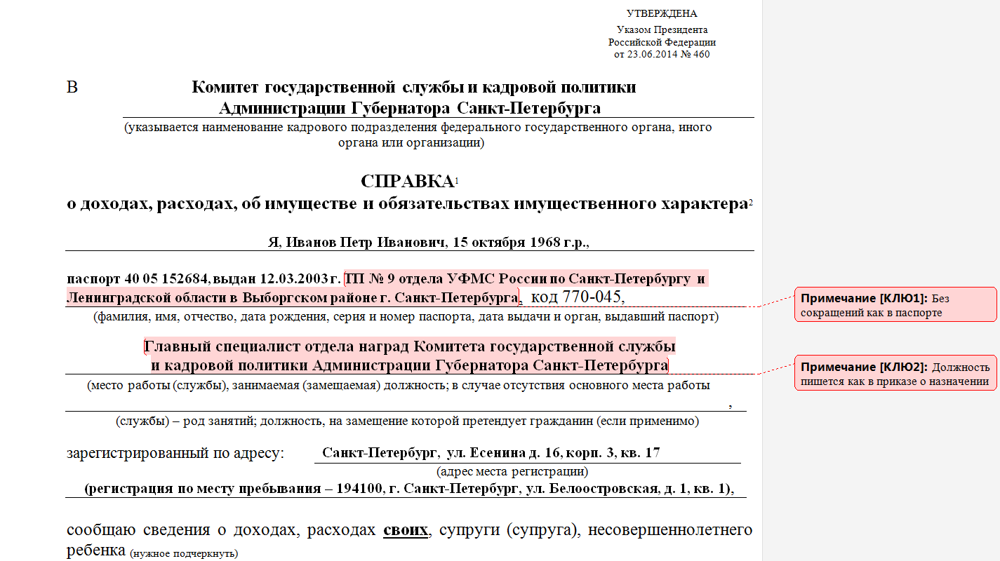 УТВЕРЖДЕНА
Указом Президента
Российской Федерации
от 23.06.2014 № 460
В
Комитет государственной службы и кадровой политики
Администрации Губернатора Санкт-Петербурга
(указывается наименование кадрового подразделения федерального государственного органа, иного
органа или организации)
СПРАВКА1
о доходах, расходах, об имуществе и обязательствах имущественного характера2
Я, Иванов Петр Иванович, 15 октября 1968 г.р.,
паспорт 40 05 152684, выдан 12.03.2003 г. ТП № 9 отдела УФМС России по Санкт-Петербургу и
Ленинградской области в Выборгском районе г. Санкт-Петербурга, код 770-045,
(фамилия, имя, отчество, дата рождения, серия и номер паспорта, дата выдачи и орган, выдавший паспорт)
Примечание [КЛЮ1]: Без
сокращений как в паспорте
Главный специалист отдела наград Комитета государственной службы
и кадровой политики Администрации Губернатора Санкт-Петербурга
Примечание [КЛЮ2]: Должность
пишется как в приказе о назначении
(место работы (службы), занимаемая (замещаемая) должность; в случае отсутствия основного места работы
,
(службы) – род занятий; должность, на замещение которой претендует гражданин (если применимо)
зарегистрированный по адресу: Санкт-Петербург, ул. Есенина д. 16, корп. 3, кв. 17
(адрес места регистрации)
(регистрация по месту пребывания – 194100, г. Санкт-Петербург, ул. Белоостровская, д. 1, кв. 1),
сообщаю сведения о доходах, расходах своих, супруги (супруга), несовершеннолетнего
ребенка (нужное подчеркнуть)